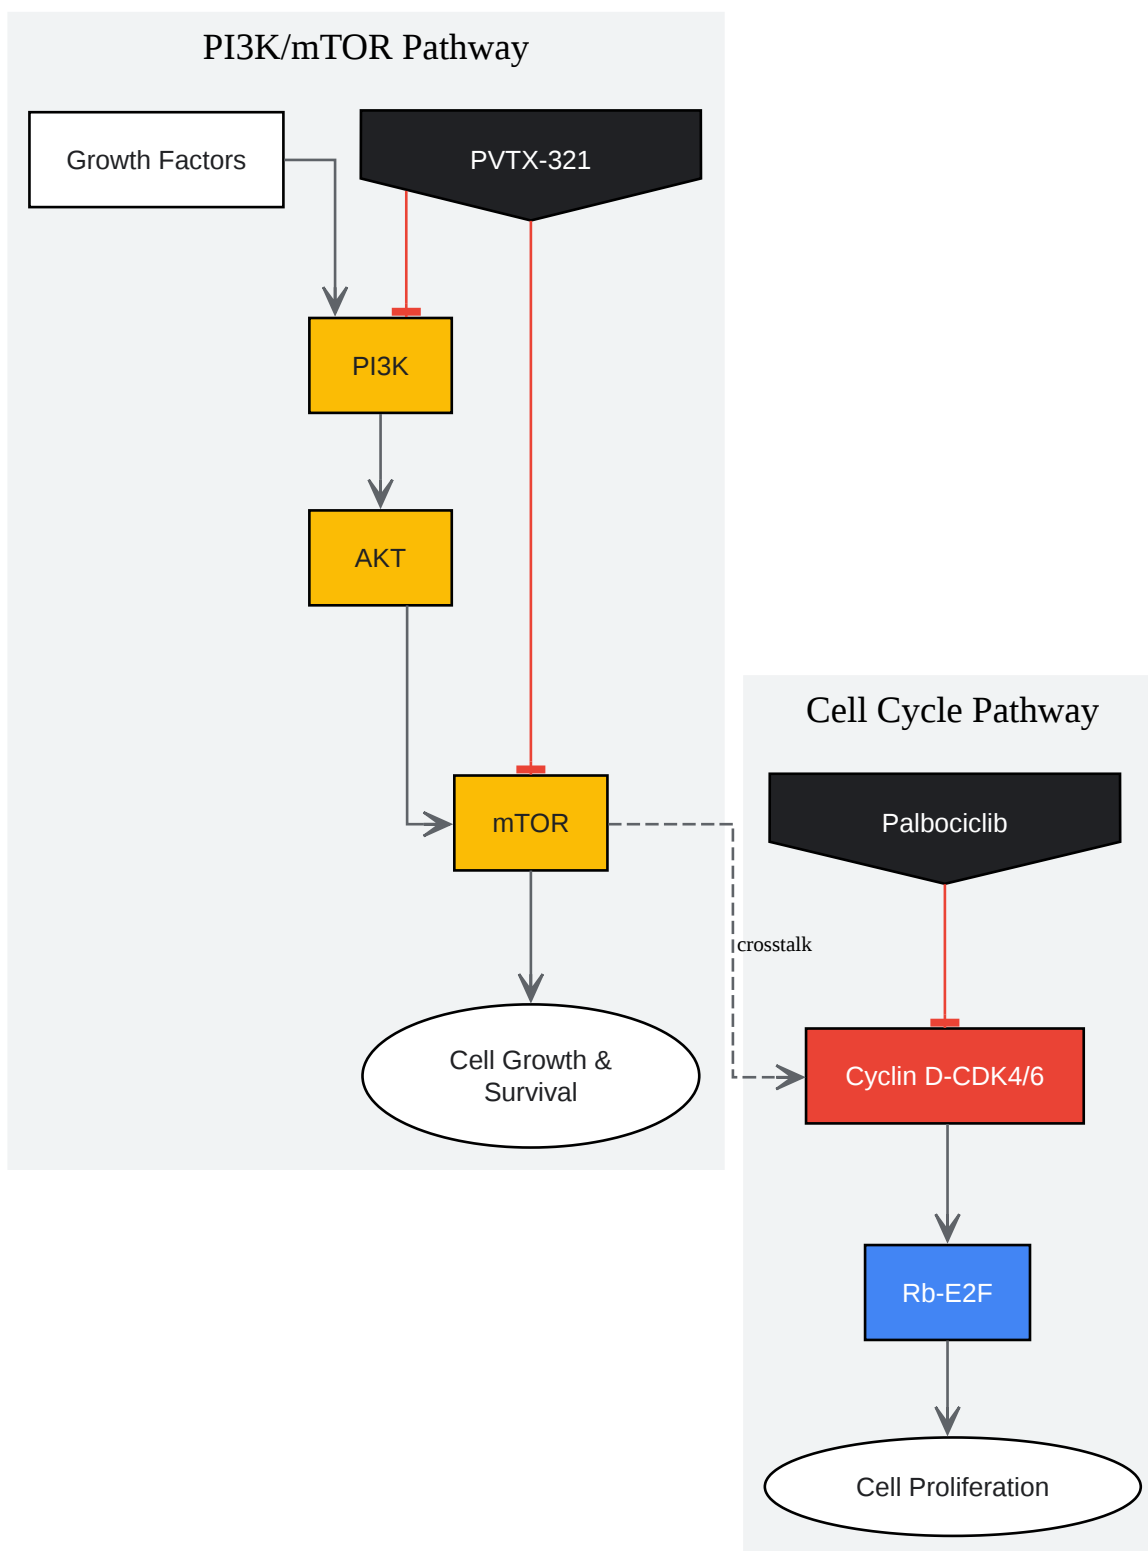 PI3K/mTOR Pathway
Growth Factors
PVTX-321
PI3K
AKT
mTOR
Cell Growth &
Survival
Cell Cycle Pathway
Palbociclib
crosstalk
Cyclin D-CDK4/6
Rb-E2F
Cell Proliferation